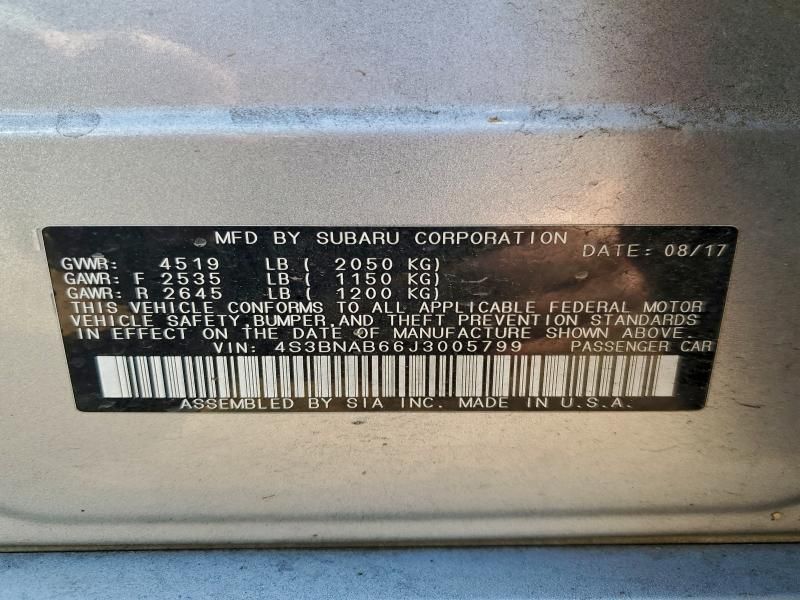 MFD BY SUBARU CORPORATION DATE: 08/17
GVWR: 4519 LB ( 2050 KG)
GAWR: F 2535 LB ( 1150 KG)
GAWR: R 2645 LB ( 1200 KG)
THIS VEHICLE CONFORMS TO ALL APPLICABLE FEDERAL MOTOR
VEHICLE SAFETY, BUMPER, AND THEFT PREVENTION STANDARDS
IN EFFECT ON THE DATE OF MANUFACTURE SHOWN ABOVE.
VIN: 4S3BNAB66J3005799 PASSENGER CAR
ASSEMBLED BY SIA INC. MADE IN U.S.A.